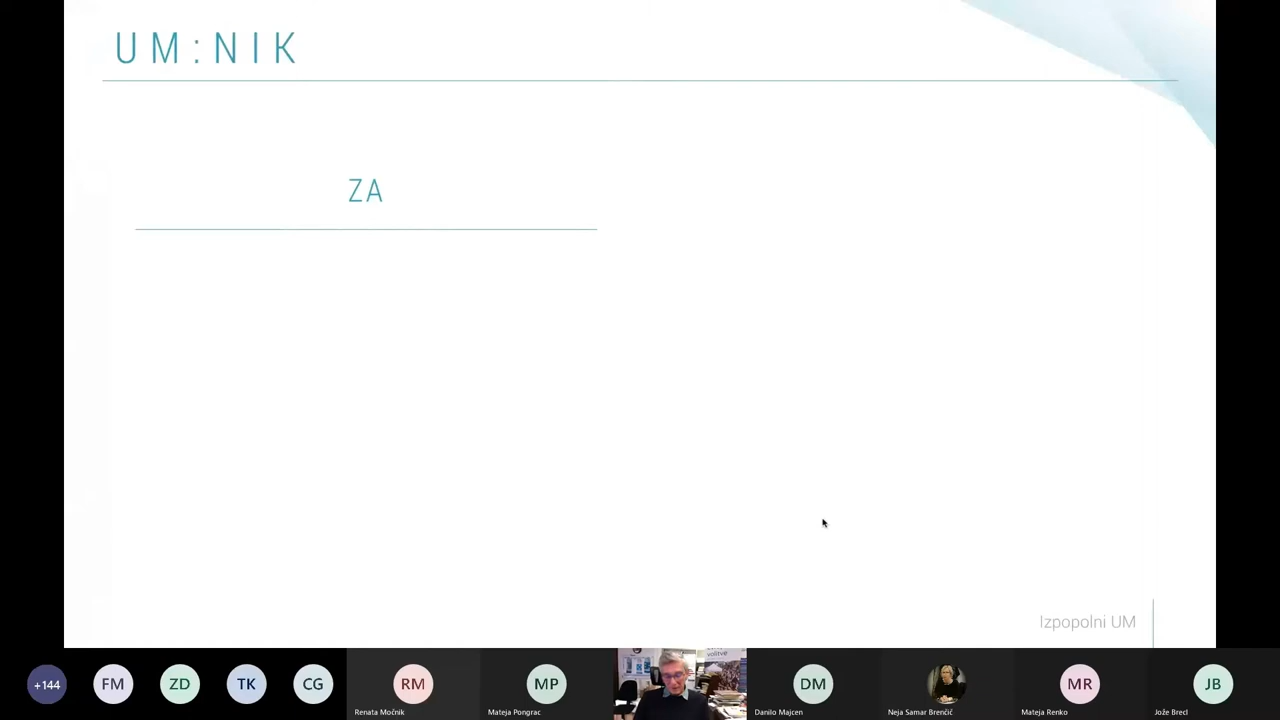 UM:NIK
ZA
Izpopolni UM
volitve
+144
FM
ZD
TK
CG
RM
MP
DM
MR
JB
Renata Močnik
Mateja Pongrac
Danilo Majcen
Neja Samar Brenčič
Mateja Renko
Jože Brecl